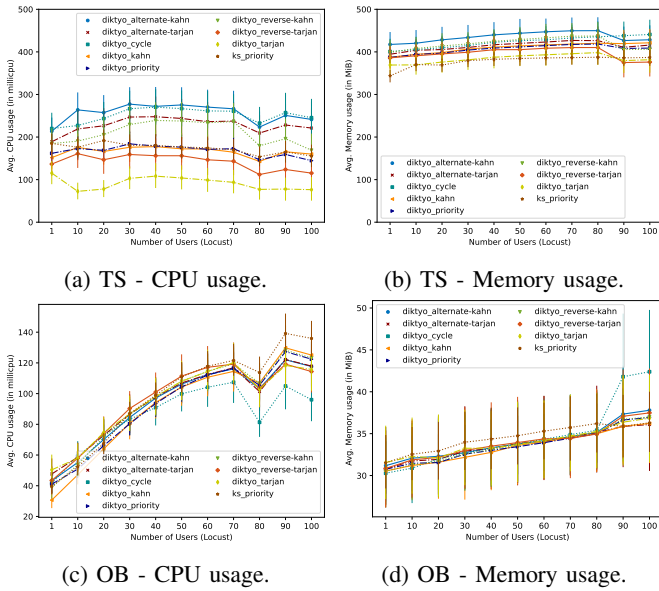 Avg. CPU usage (in millicpu)
500
400
300
200
100
0
diktyo_alternate-kahn
diktyo_alternate-tarjan
diktyo_cycle
diktyo_kahn
diktyo_priority
diktyo_reverse-kahn
diktyo_reverse-tarjan
diktyo_tarjan
ks_priority
1 10 20 30 40 50 60 70 80 90 100
Number of Users (Locust)
(a) TS - CPU usage.
Avg. Memory usage (in MiB)
500
400
300
200
100
0
diktyo_alternate-kahn
diktyo_alternate-tarjan
diktyo_cycle
diktyo_kahn
diktyo_priority
diktyo_reverse-kahn
diktyo_reverse-tarjan
diktyo_tarjan
ks_priority
1 10 20 30 40 50 60 70 80 90 100
Number of Users (Locust)
(b) TS - Memory usage.
Avg. CPU usage (in millicpu)
140
120
100
80
60
40
20
diktyo_alternate-kahn
diktyo_alternate-tarjan
diktyo_cycle
diktyo_kahn
diktyo_priority
diktyo_reverse-kahn
diktyo_reverse-tarjan
diktyo_tarjan
ks_priority
1 10 20 30 40 50 60 70 80 90 100
Number of Users (Locust)
(c) OB - CPU usage.
Avg. Memory usage (in MiB)
50
45
40
35
30
diktyo_alternate-kahn
diktyo_alternate-tarjan
diktyo_cycle
diktyo_kahn
diktyo_priority
diktyo_reverse-kahn
diktyo_reverse-tarjan
diktyo_tarjan
ks_priority
1 10 20 30 40 50 60 70 80 90 100
Number of Users (Locust)
(d) OB - Memory usage.